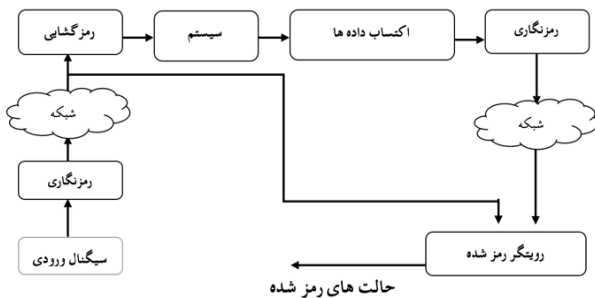 رمزگشایی
سیستم
اکتساب داده ها
رمزنگاری
شبکه
شبکه
رمزنگاری
سیگنال ورودی
رویتگر رمز شده
حالت های رمز شده